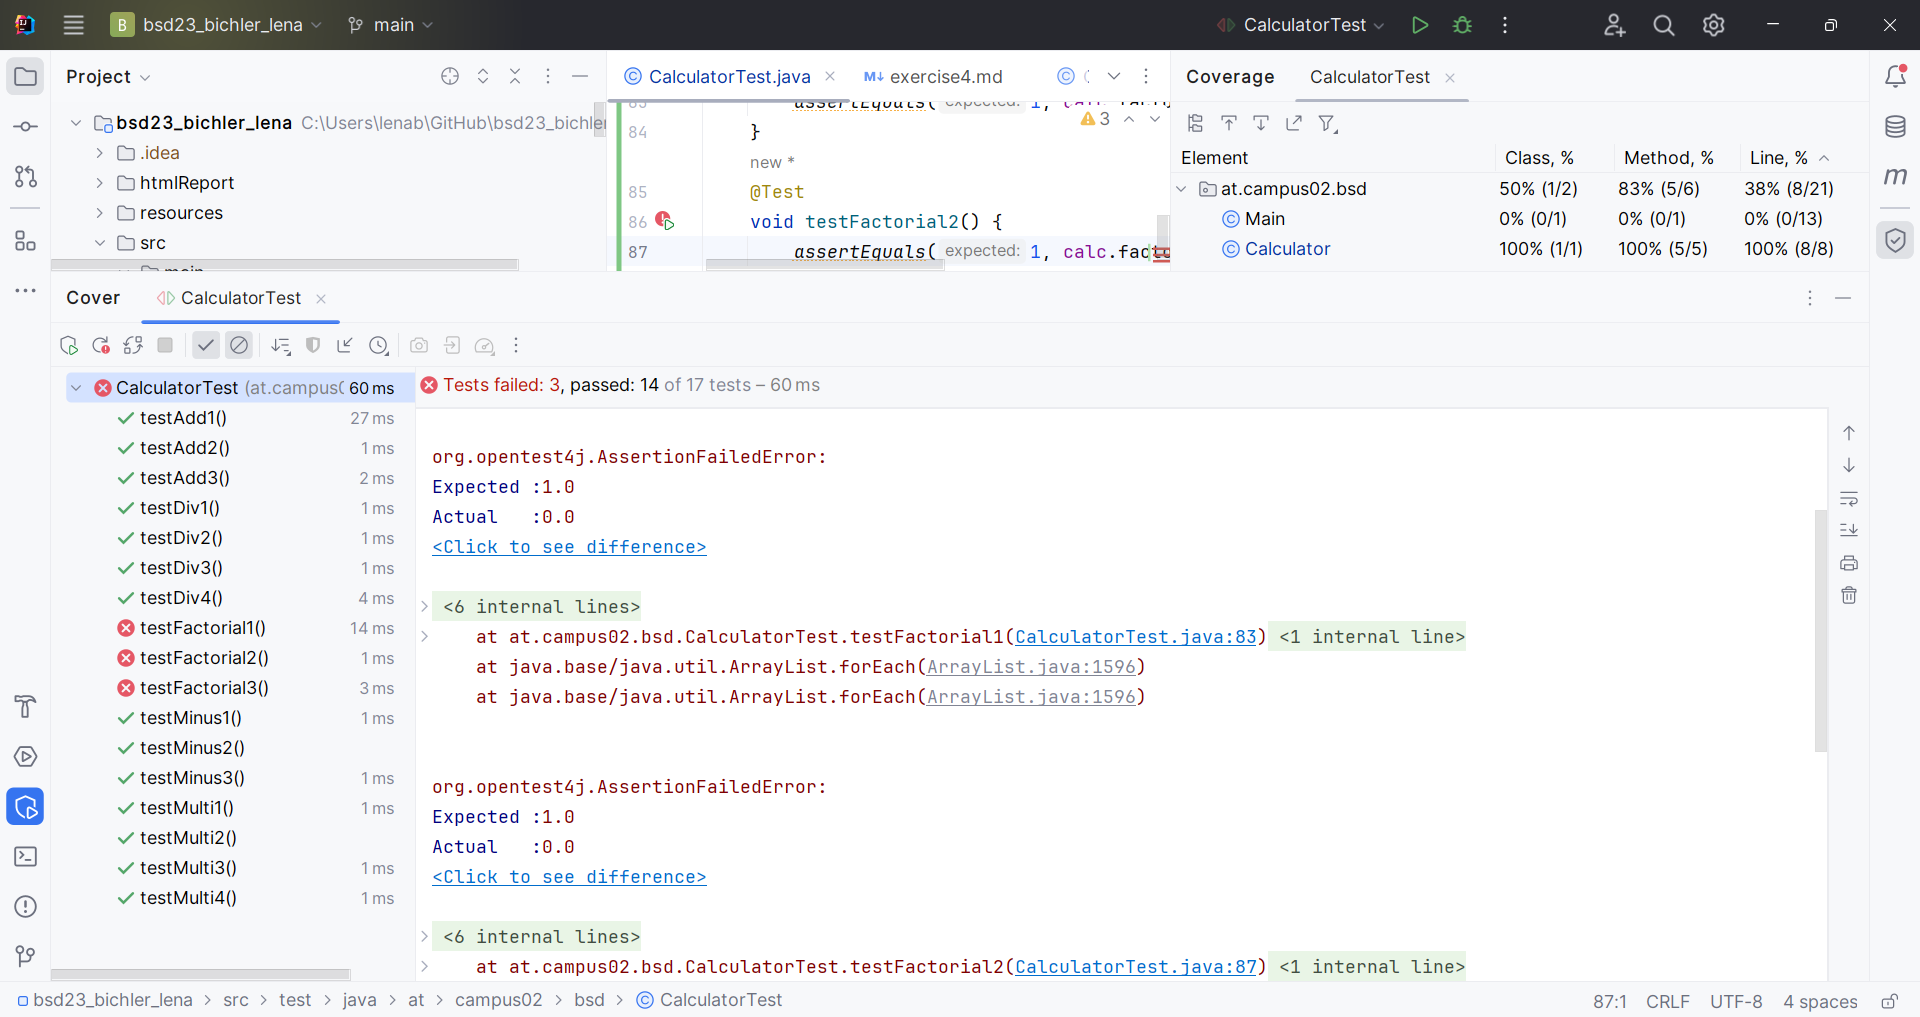 B bsd23_bichler_lena main CalculatorTest
Project
bsd23_bichler_lena C:\Users\lenab\GitHub\bsd23_bichler
.idea
htmlReport
resources
src
main
CalculatorTest.java M↓ exercise4.md
assertEquals( expected: 1,
3
84 }
new *
85 @Test
86 void testFactorial2() {
87 assertEquals( expected: 1, calc.facto
Coverage CalculatorTest
Element Class, % Method, % Line, %
at.campus02.bsd 50% (1/2) 83% (5/6) 38% (8/21)
Main 0% (0/1) 0% (0/1) 0% (0/13)
Calculator 100% (1/1) 100% (5/5) 100% (8/8)
Cover CalculatorTest
CalculatorTest (at.campus0 60 ms
testAdd1() 27 ms
testAdd2() 1 ms
testAdd3() 2 ms
testDiv1() 1 ms
testDiv2() 1 ms
testDiv3() 1 ms
testDiv4() 4 ms
testFactorial1() 14 ms
testFactorial2() 1 ms
testFactorial3() 3 ms
testMinus1() 1 ms
testMinus2()
testMinus3() 1 ms
testMulti1() 1 ms
testMulti2()
testMulti3() 1 ms
testMulti4() 1 ms
Tests failed: 3, passed: 14 of 17 tests – 60 ms
org.opentest4j.AssertionFailedError:
Expected :1.0
Actual :0.0
<Click to see difference>
<6 internal lines>
at at.campus02.bsd.CalculatorTest.testFactorial1(CalculatorTest.java:83) <1 internal line>
at java.base/java.util.ArrayList.forEach(ArrayList.java:1596)
at java.base/java.util.ArrayList.forEach(ArrayList.java:1596)
org.opentest4j.AssertionFailedError:
Expected :1.0
Actual :0.0
<Click to see difference>
<6 internal lines>
at at.campus02.bsd.CalculatorTest.testFactorial2(CalculatorTest.java:87) <1 internal line>
bsd23_bichler_lena > src > test > java > at > campus02 > bsd > CalculatorTest
87:1 CRLF UTF-8 4 spaces